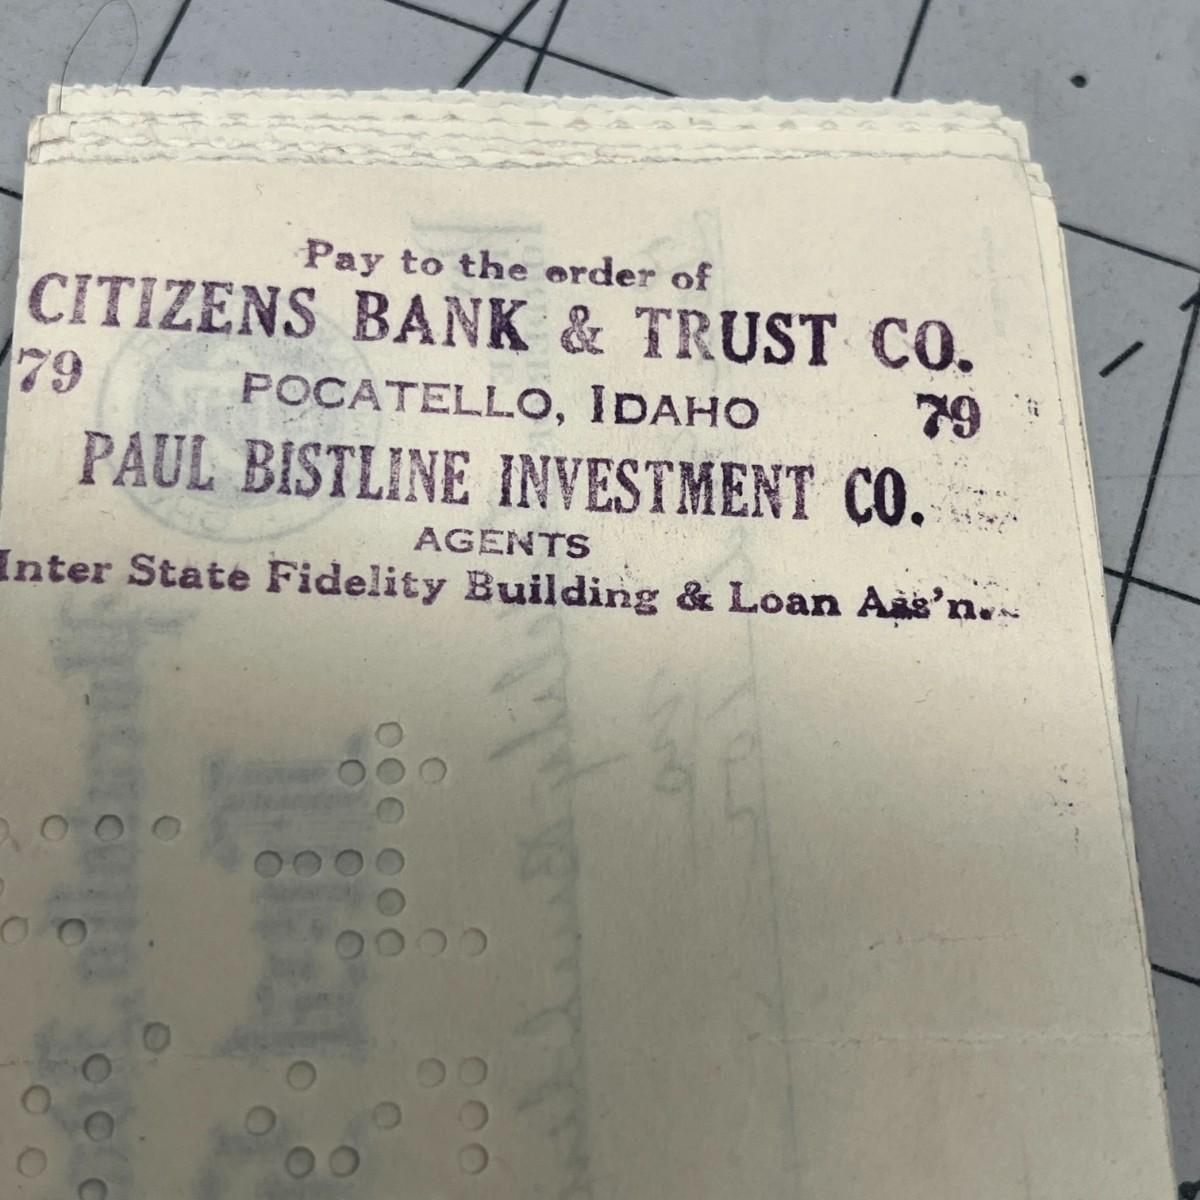 Pay to the order of
CITIZENS BANK & TRUST CO.
79 POCATELLO, IDAHO 79
PAUL BISTLINE INVESTMENT CO.
AGENTS
Inter State Fidelity Building & Loan Ass'n.